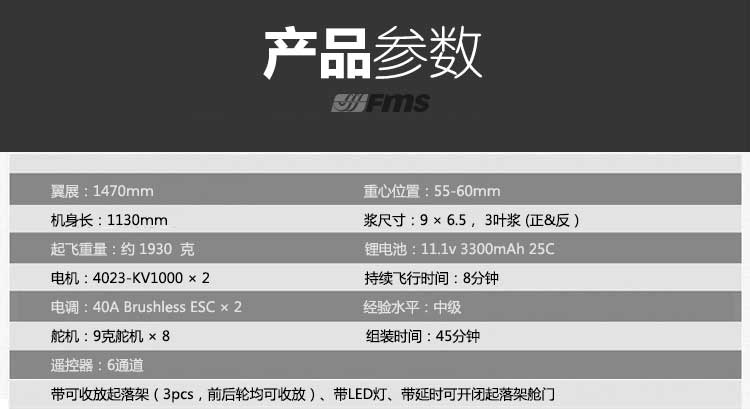 产品参数
FMS
翼展：1470mm 重心位置：55-60mm
机身长：1130mm 浆尺寸：9 × 6.5， 3叶浆 (正&反 )
起飞重量：约 1930 克 锂电池：11.1v 3300mAh 25C
电机：4023-KV1000 × 2 持续飞行时间：8分钟
电调：40A Brushless ESC × 2 经验水平：中级
舵机：9克舵机 × 8 组装时间：45分钟
遥控器：6通道
带可收放起落架（3pcs，前后轮均可收放）、带LED灯、带延时可开闭起落架舱门